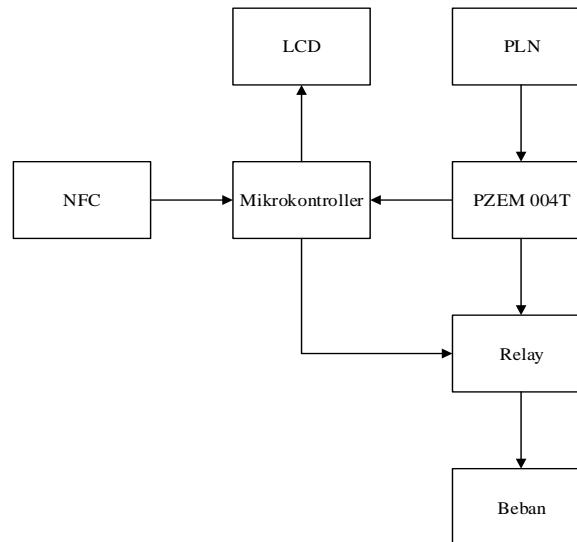 LCD
PLN
NFC
Mikrokontroller
PZEM 004T
Relay
Beban